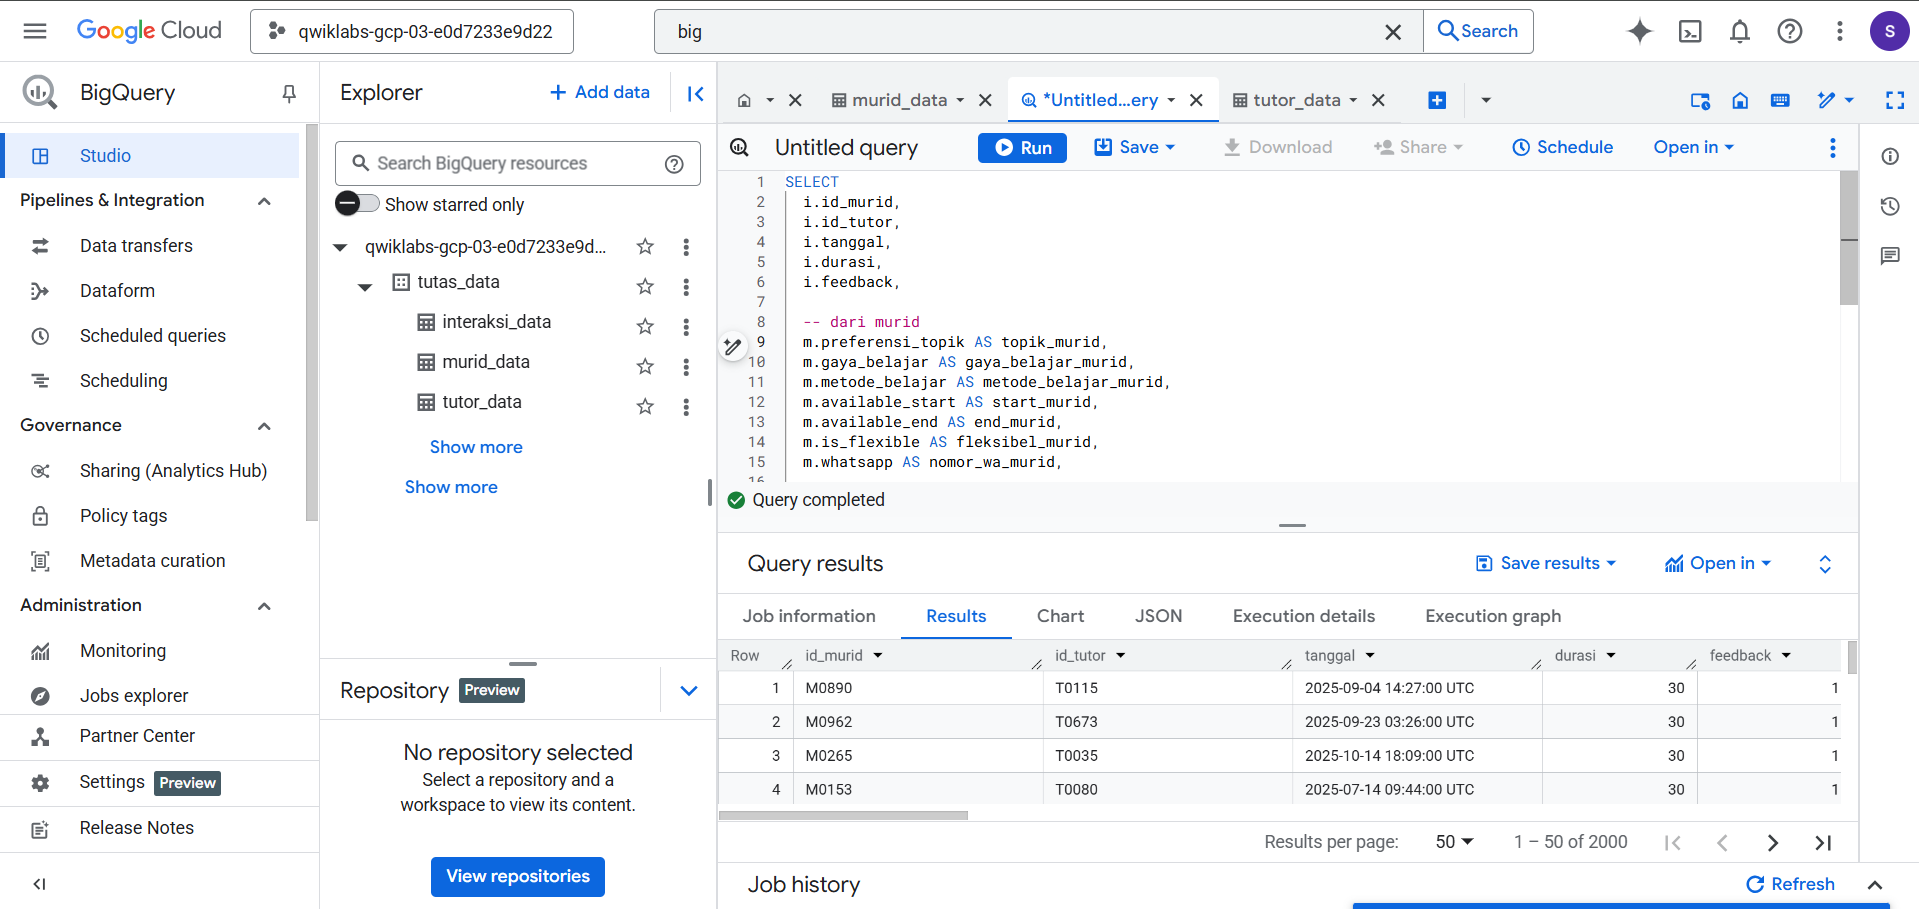 Google Cloud
qwiklabs-gcp-03-e0d7233e9d22
big
Search
S
BigQuery
Studio
Pipelines & Integration
Data transfers
Dataform
Scheduled queries
Scheduling
Governance
Sharing (Analytics Hub)
Policy tags
Metadata curation
Administration
Monitoring
Jobs explorer
Partner Center
Settings Preview
Release Notes
Explorer
+ Add data
Search BigQuery resources
Show starred only
qwiklabs-gcp-03-e0d7233e9d...
tutas_data
interaksi_data
murid_data
tutor_data
Show more
Show more
Repository Preview
No repository selected
Select a repository and a
workspace to view its content.
View repositories
murid_data
*Untitled...ery
tutor_data
Untitled query
Run
Save
Download
Share
Schedule
Open in
1 SELECT
2 i.id_murid,
3 i.id_tutor,
4 i.tanggal,
5 i.durasi,
6 i.feedback,
7
8 -- dari murid
9 m.preferensi_topik AS topik_murid,
10 m.gaya_belajar AS gaya_belajar_murid,
11 m.metode_belajar AS metode_belajar_murid,
12 m.available_start AS start_murid,
13 m.available_end AS end_murid,
14 m.is_flexible AS fleksibel_murid,
15 m.whatsapp AS nomor_wa_murid,
16
Query completed
Query results
Save results
Open in
Job information
Results
Chart
JSON
Execution details
Execution graph
Row id_murid id_tutor tanggal durasi feedback
1 M0890 T0115 2025-09-04 14:27:00 UTC 30 1
2 M0962 T0673 2025-09-23 03:26:00 UTC 30 1
3 M0265 T0035 2025-10-14 18:09:00 UTC 30 1
4 M0153 T0080 2025-07-14 09:44:00 UTC 30 1
Results per page: 50 1 – 50 of 2000
Job history
Refresh